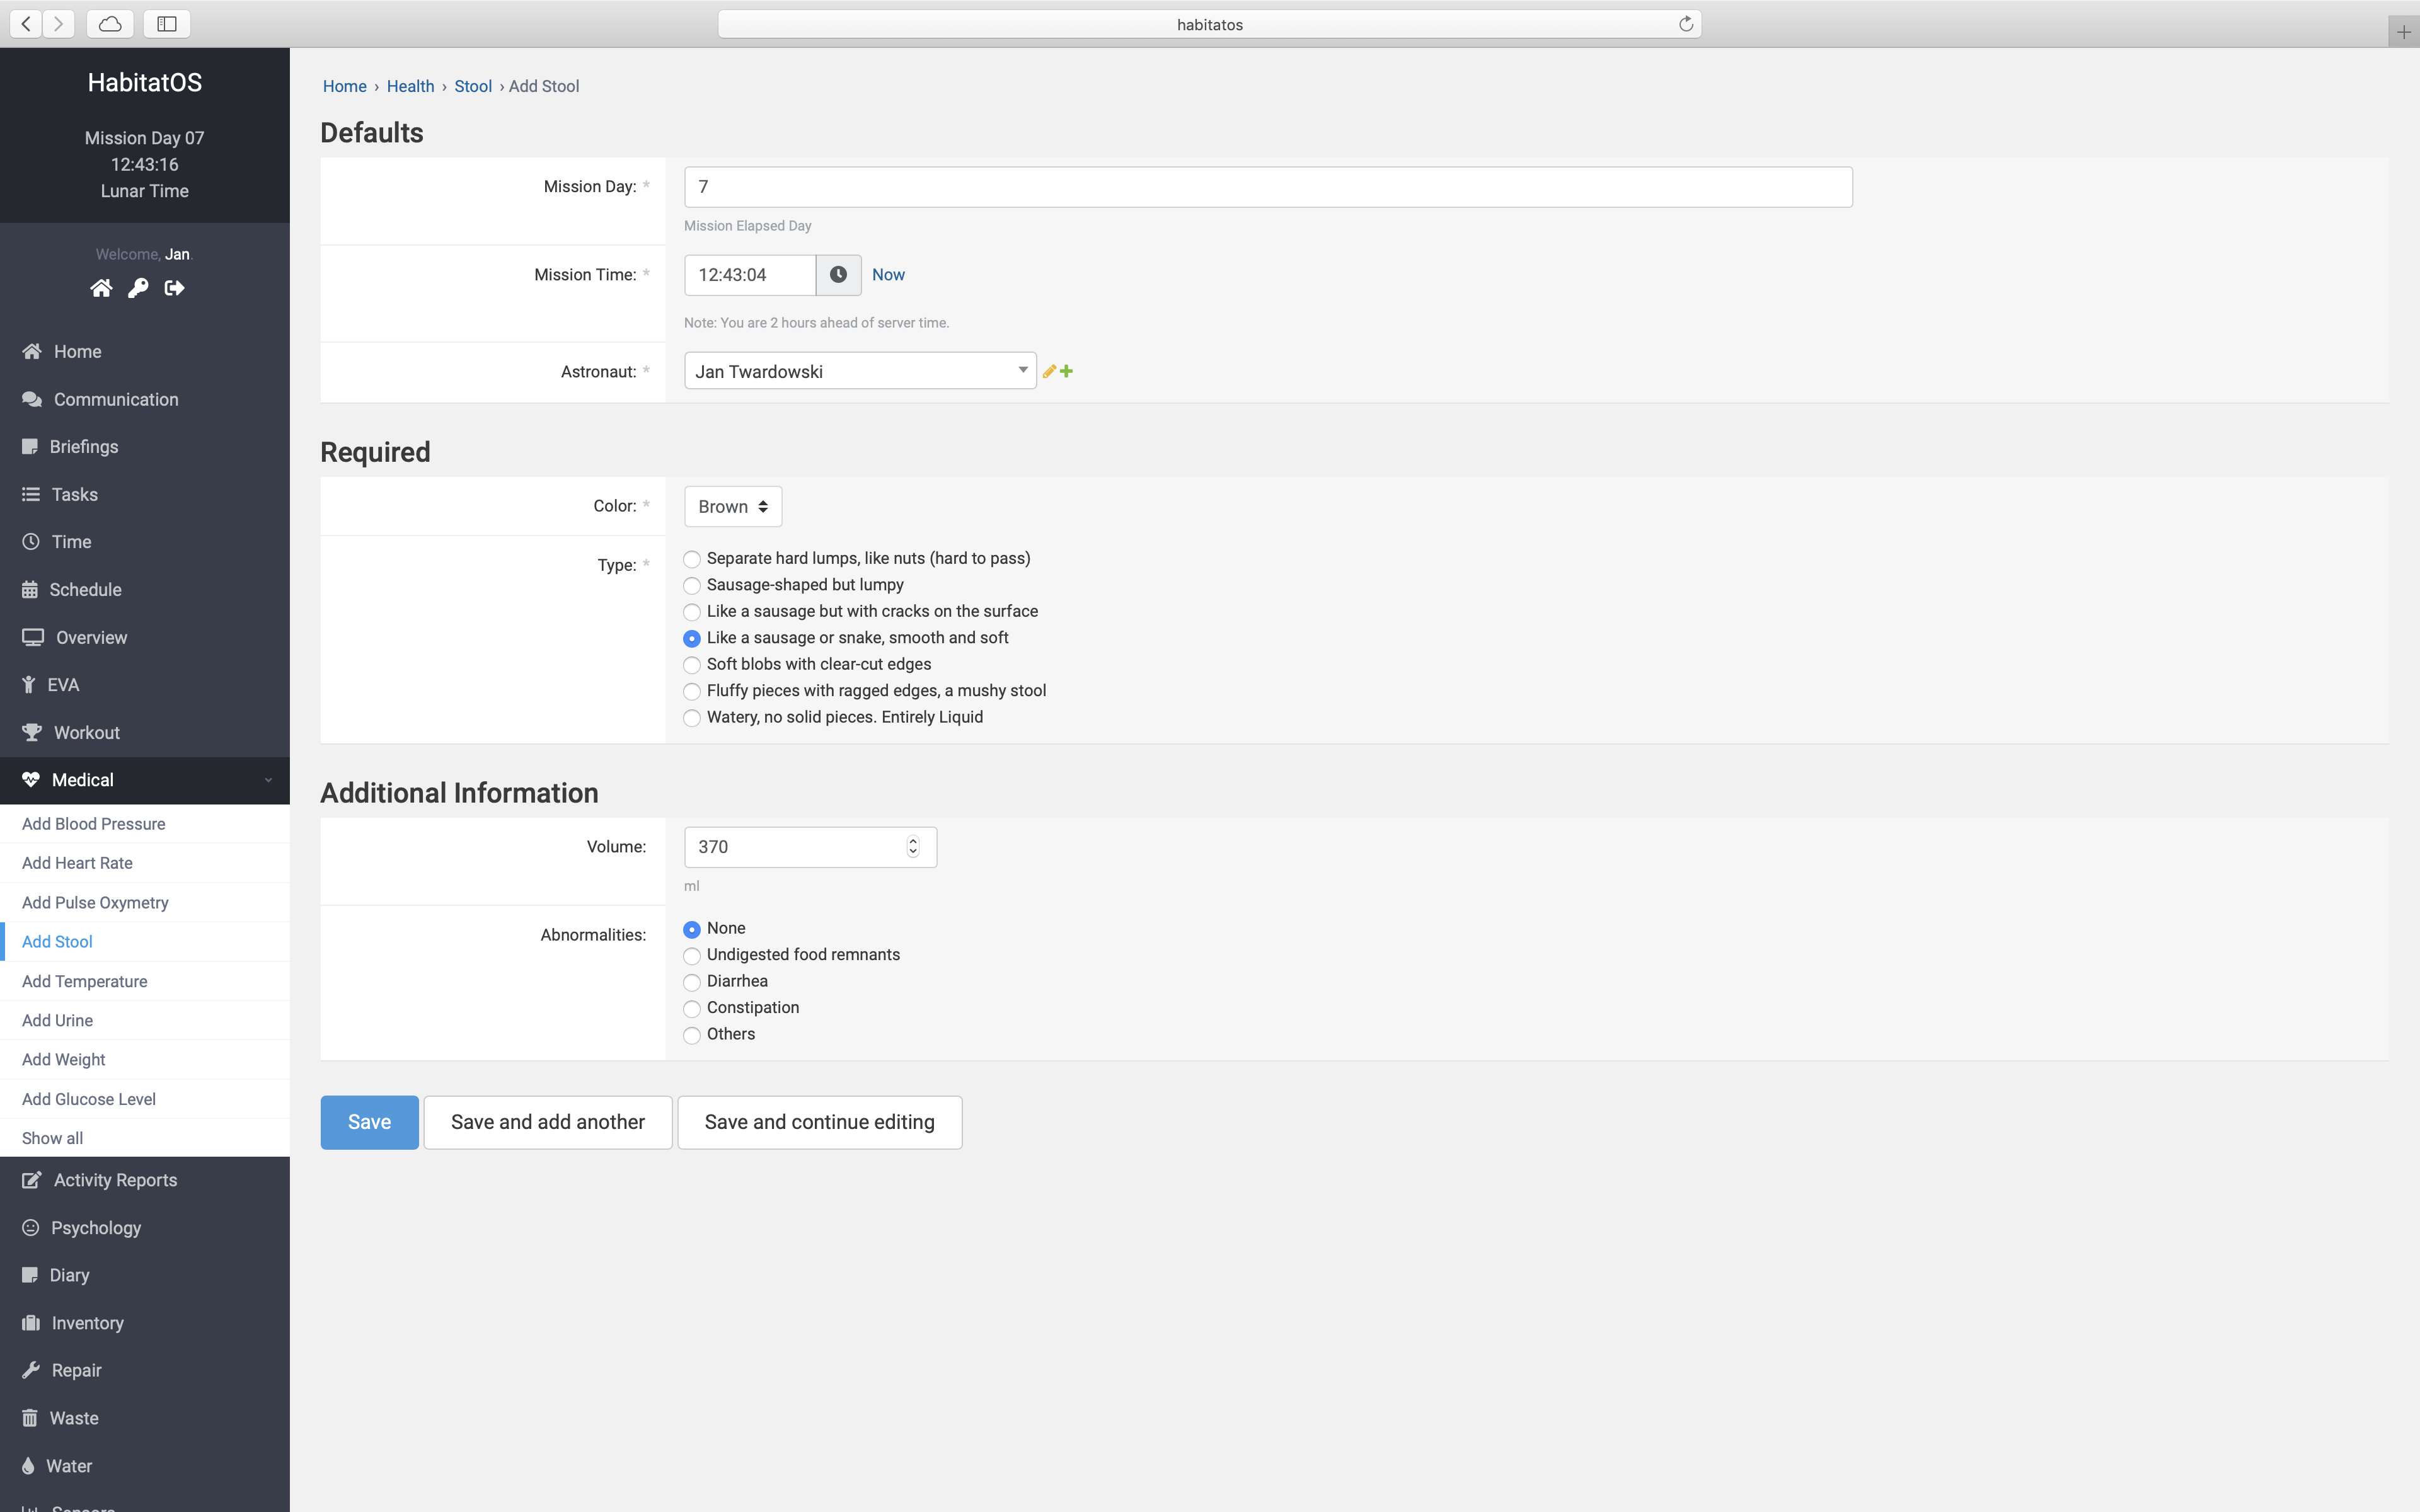 habitatos
HabitatOS
Mission Day 07
12:43:16
Lunar Time
Welcome, Jan.
Home
Communication
Briefings
Tasks
Time
Schedule
Overview
EVA
Workout
Medical
Add Blood Pressure
Add Heart Rate
Add Pulse Oxymetry
Add Stool
Add Temperature
Add Urine
Add Weight
Add Glucose Level
Show all
Activity Reports
Psychology
Diary
Inventory
Repair
Waste
Water
Home › Health › Stool › Add Stool
Defaults
Mission Day: * 7
Mission Elapsed Day
Mission Time: * 12:43:04 Now
Note: You are 2 hours ahead of server time.
Astronaut: * Jan Twardowski
Required
Color: * Brown
Type: * Separate hard lumps, like nuts (hard to pass)
Sausage-shaped but lumpy
Like a sausage but with cracks on the surface
Like a sausage or snake, smooth and soft
Soft blobs with clear-cut edges
Fluffy pieces with ragged edges, a mushy stool
Watery, no solid pieces. Entirely Liquid
Additional Information
Volume: 370
ml
Abnormalities: None
Undigested food remnants
Diarrhea
Constipation
Others
Save Save and add another Save and continue editing